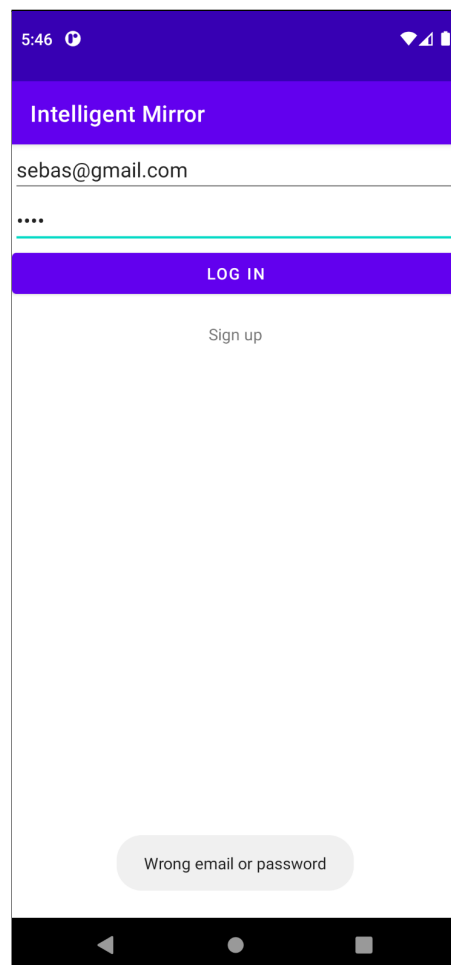 5:46
Intelligent Mirror
sebas@gmail.com
••••
LOG IN
Sign up
Wrong email or password